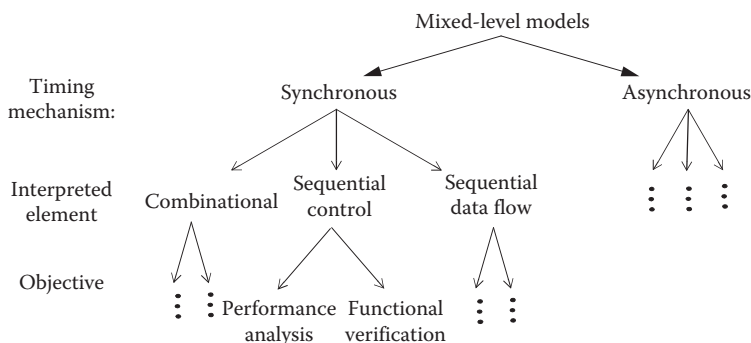 Mixed-level models
Timing
mechanism:
Synchronous
Asynchronous
Interpreted
element
Combinational
Sequential
control
Sequential
data flow
Objective
Performance
analysis
Functional
verification